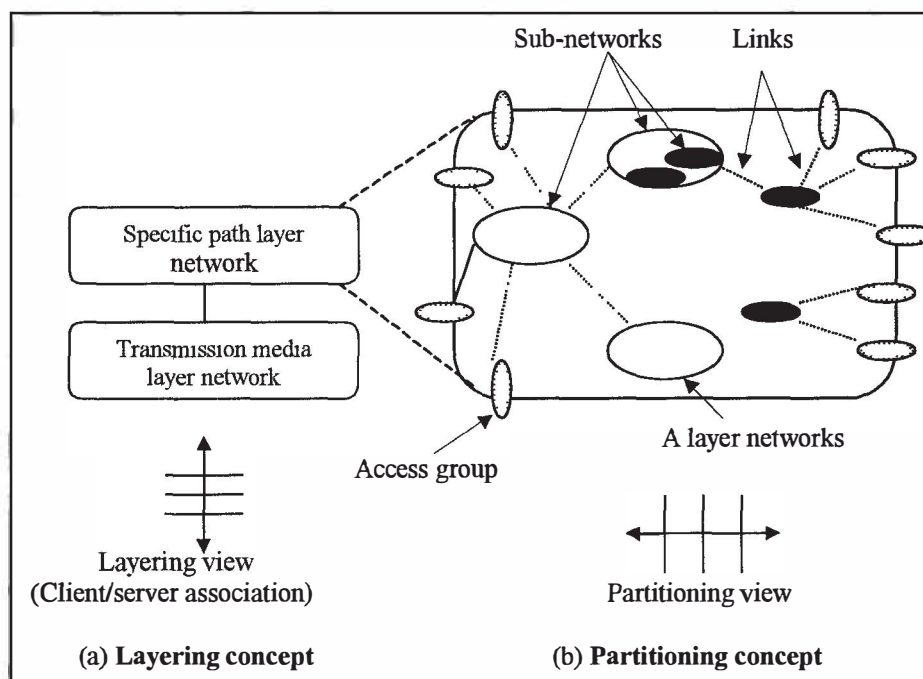 Sub-networks
Links
Specific path layer
network
Transmission media
layer network
A layer networks
Access group
Layering view
(Client/server association)
Partitioning view
(a) Layering concept
(b) Partitioning concept